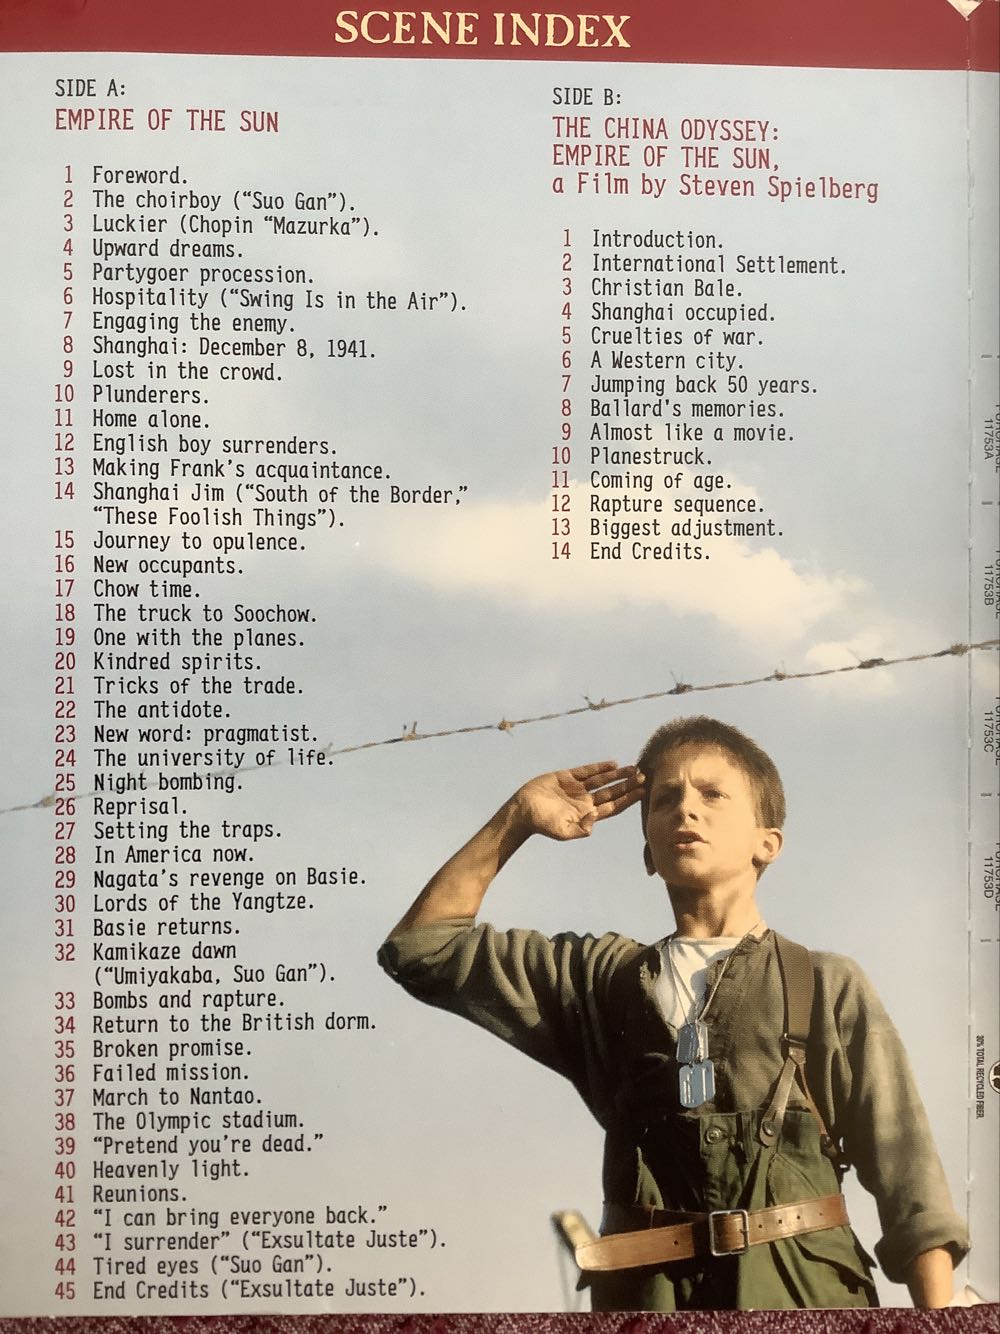 SCENE INDEX
SIDE A:
EMPIRE OF THE SUN
1 Foreword.
2 The choirboy (“Suo Gan”).
3 Luckier (Chopin “Mazurka”).
4 Upward dreams.
5 Partygoer procession.
6 Hospitality (“Swing Is in the Air”).
7 Engaging the enemy.
8 Shanghai: December 8, 1941.
9 Lost in the crowd.
10 Plunderers.
11 Home alone.
12 English boy surrenders.
13 Making Frank’s acquaintance.
14 Shanghai Jim (“South of the Border,”
“These Foolish Things”).
15 Journey to opulence.
16 New occupants.
17 Chow time.
18 The truck to Soochow.
19 One with the planes.
20 Kindred spirits.
21 Tricks of the trade.
22 The antidote.
23 New word: pragmatist.
24 The university of life.
25 Night bombing.
26 Reprisal.
27 Setting the traps.
28 In America now.
29 Nagata’s revenge on Basie.
30 Lords of the Yangtze.
31 Basie returns.
32 Kamikaze dawn
(“Umiyakaba, Suo Gan”).
33 Bombs and rapture.
34 Return to the British dorm.
35 Broken promise.
36 Failed mission.
37 March to Nantao.
38 The Olympic stadium.
39 “Pretend you’re dead.”
40 Heavenly light.
41 Reunions.
42 “I can bring everyone back.”
43 “I surrender” (“Exsultate Juste”).
44 Tired eyes (“Suo Gan”).
45 End Credits (“Exsultate Juste”).
SIDE B:
THE CHINA ODYSSEY:
EMPIRE OF THE SUN,
a Film by Steven Spielberg
1 Introduction.
2 International Settlement.
3 Christian Bale.
4 Shanghai occupied.
5 Cruelties of war.
6 A Western city.
7 Jumping back 50 years.
8 Ballard's memories.
9 Almost like a movie.
10 Planestruck.
11 Coming of age.
12 Rapture sequence.
13 Biggest adjustment.
14 End Credits.
11753A
11753B
11753C
11753D
30% TOTAL RECYCLED FIBER